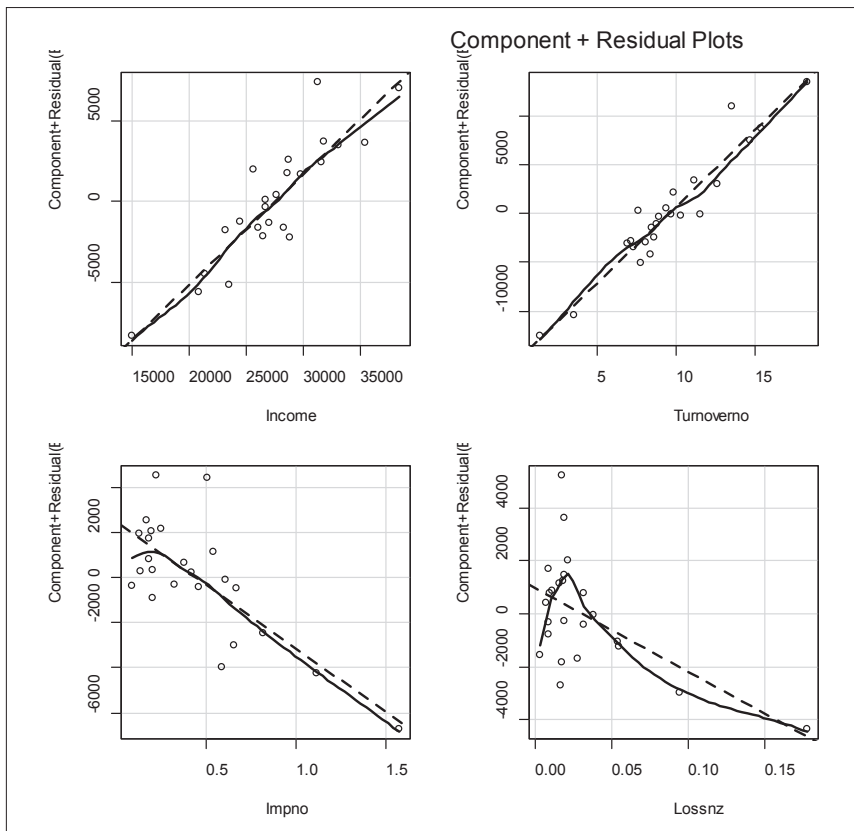 Component + Residual Plots
Component+Residual(E
5000
0
-5000
15000 20000 25000 30000 35000
Income
Component+Residual(E
5000
0
-5000
-10000
5 10 15
Turnoverno
Component+Residual(E
2000
0
-2000
-6000
0.5 1.0 1.5
Impno
Component+Residual(E
4000
2000
0
-2000
-4000
0.00 0.05 0.10 0.15
Lossnz